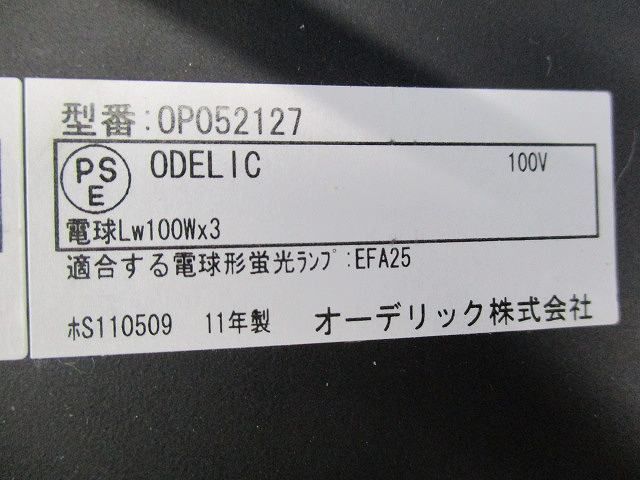 型番:OP052127
PSE ODELIC 100V
電球Lw100Wx3
適合する電球形蛍光ﾗﾝﾌﾟ:EFA25
ホS110509 11年製 オーデリック株式会社